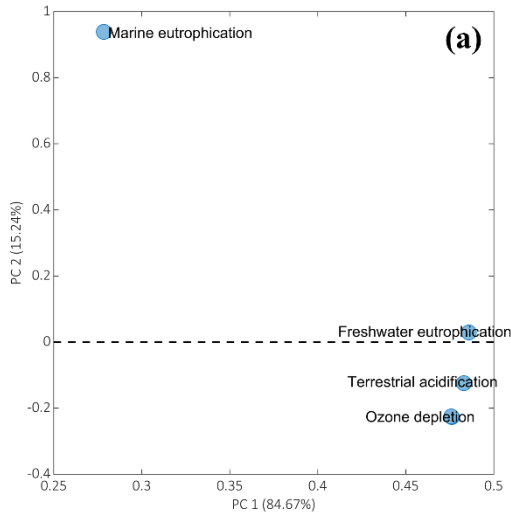 (a)
Marine eutrophication
Freshwater eutrophication
Terrestrial acidification
Ozone depletion
PC 2 (15.24%)
1
0.8
0.6
0.4
0.2
0
-0.2
-0.4
0.25 0.3 0.35 0.4 0.45 0.5
PC 1 (84.67%)